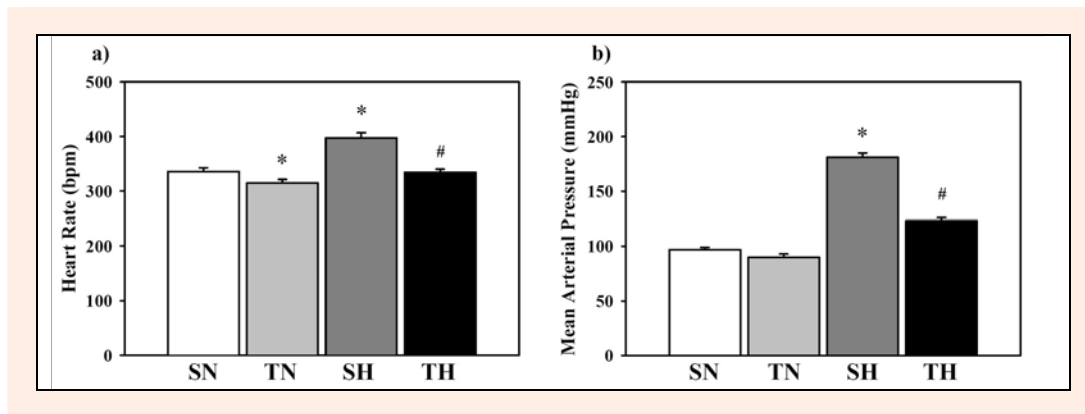 a)
Heart Rate (bpm)
500
400
300
200
100
0
*
*
#
SN TN SH TH
b)
Mean Arterial Pressure (mmHg)
250
200
150
100
50
0
*
#
SN TN SH TH